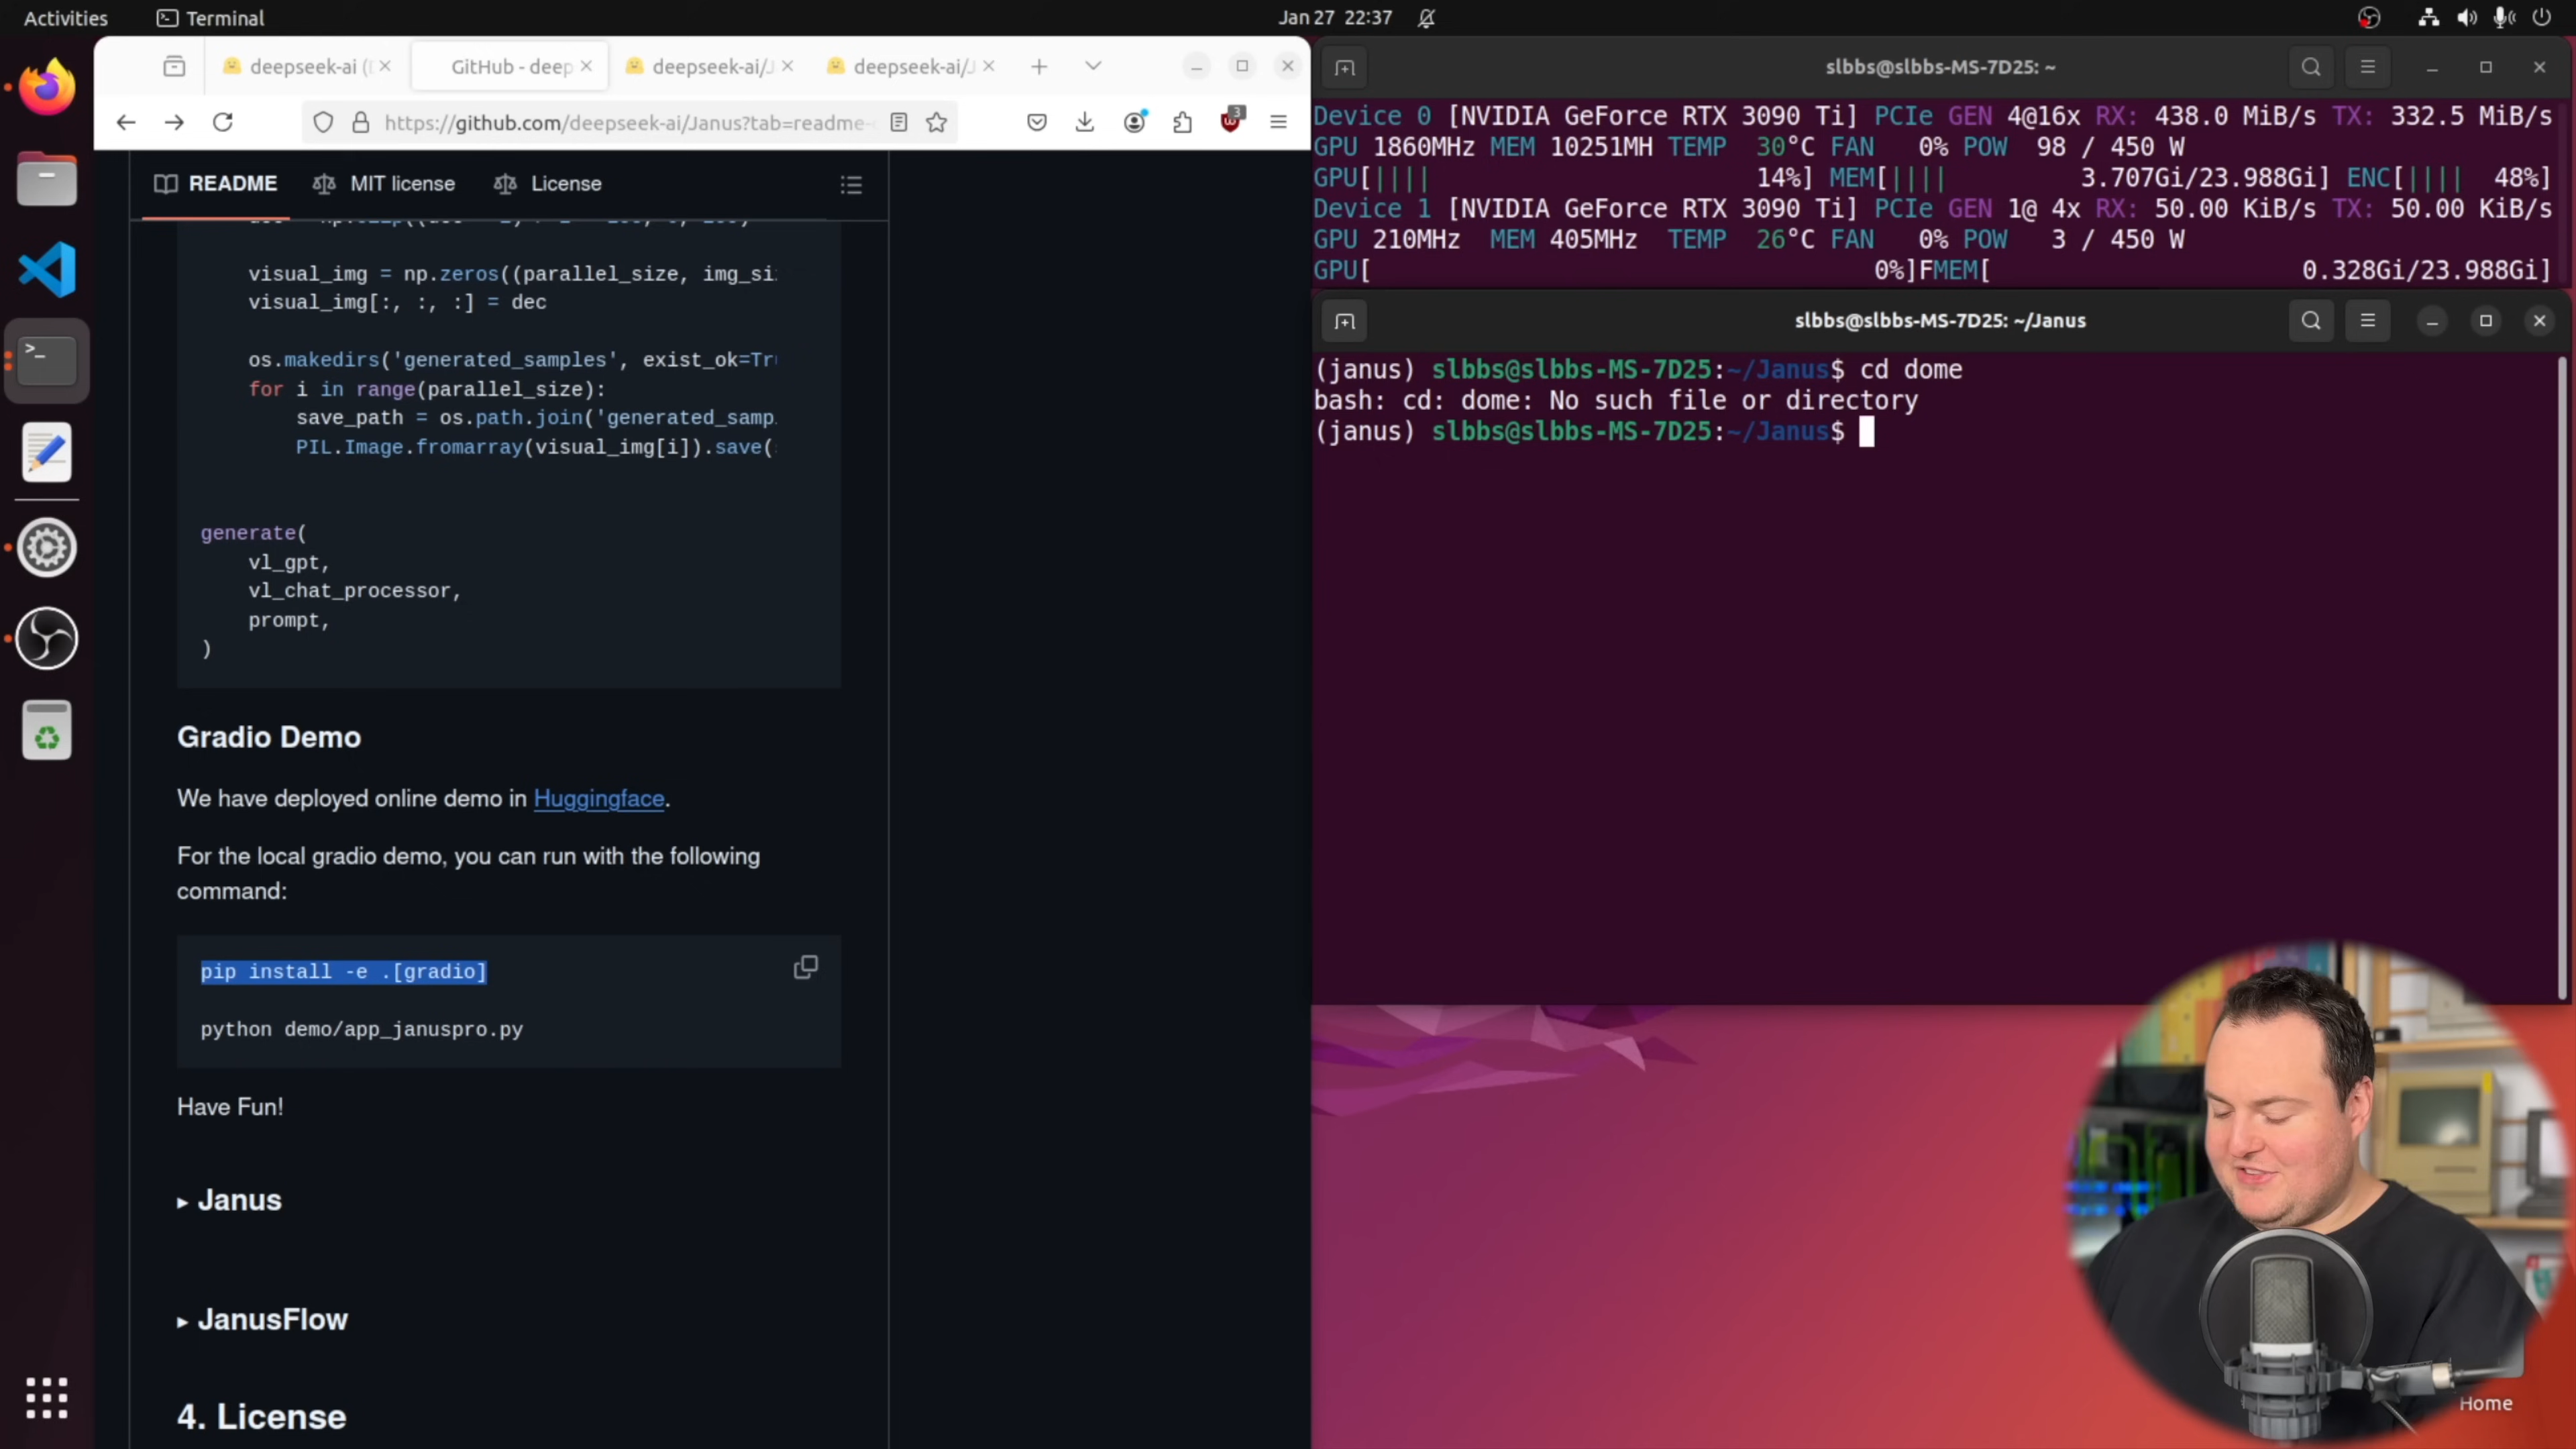 Activities
Terminal
Jan 27 22:37
deepseek-ai (
GitHub - deep
deepseek-ai/J
deepseek-ai/J
https://github.com/deepseek-ai/Janus?tab=readme-
3
README
MIT license
License
visual_img = np.zeros((parallel_size, img_si
visual_img[:, :, :] = dec
os.makedirs('generated_samples', exist_ok=Tr
for i in range(parallel_size):
save_path = os.path.join('generated_samp
PIL.Image.fromarray(visual_img[i]).save(
generate(
vl_gpt,
vl_chat_processor,
prompt,
)
Gradio Demo
We have deployed online demo in Huggingface.
For the local gradio demo, you can run with the following
command:
pip install -e .[gradio]
python demo/app_januspro.py
Have Fun!
Janus
JanusFlow
4. License
slbbs@slbbs-MS-7D25: ~
Device 0 [NVIDIA GeForce RTX 3090 Ti] PCIe GEN 4@16x RX: 438.0 MiB/s TX: 332.5 MiB/s
GPU 1860MHz MEM 10251MH TEMP 30°C FAN 0% POW 98 / 450 W
GPU[|||| 14%] MEM[|||| 3.707Gi/23.988Gi] ENC[|||| 48%]
Device 1 [NVIDIA GeForce RTX 3090 Ti] PCIe GEN 1@ 4x RX: 50.00 KiB/s TX: 50.00 KiB/s
GPU 210MHz MEM 405MHz TEMP 26°C FAN 0% POW 3 / 450 W
GPU[ 0%]FMEM[ 0.328Gi/23.988Gi]
slbbs@slbbs-MS-7D25: ~/Janus
(janus) slbbs@slbbs-MS-7D25:~/Janus$ cd dome
bash: cd: dome: No such file or directory
(janus) slbbs@slbbs-MS-7D25:~/Janus$
Home